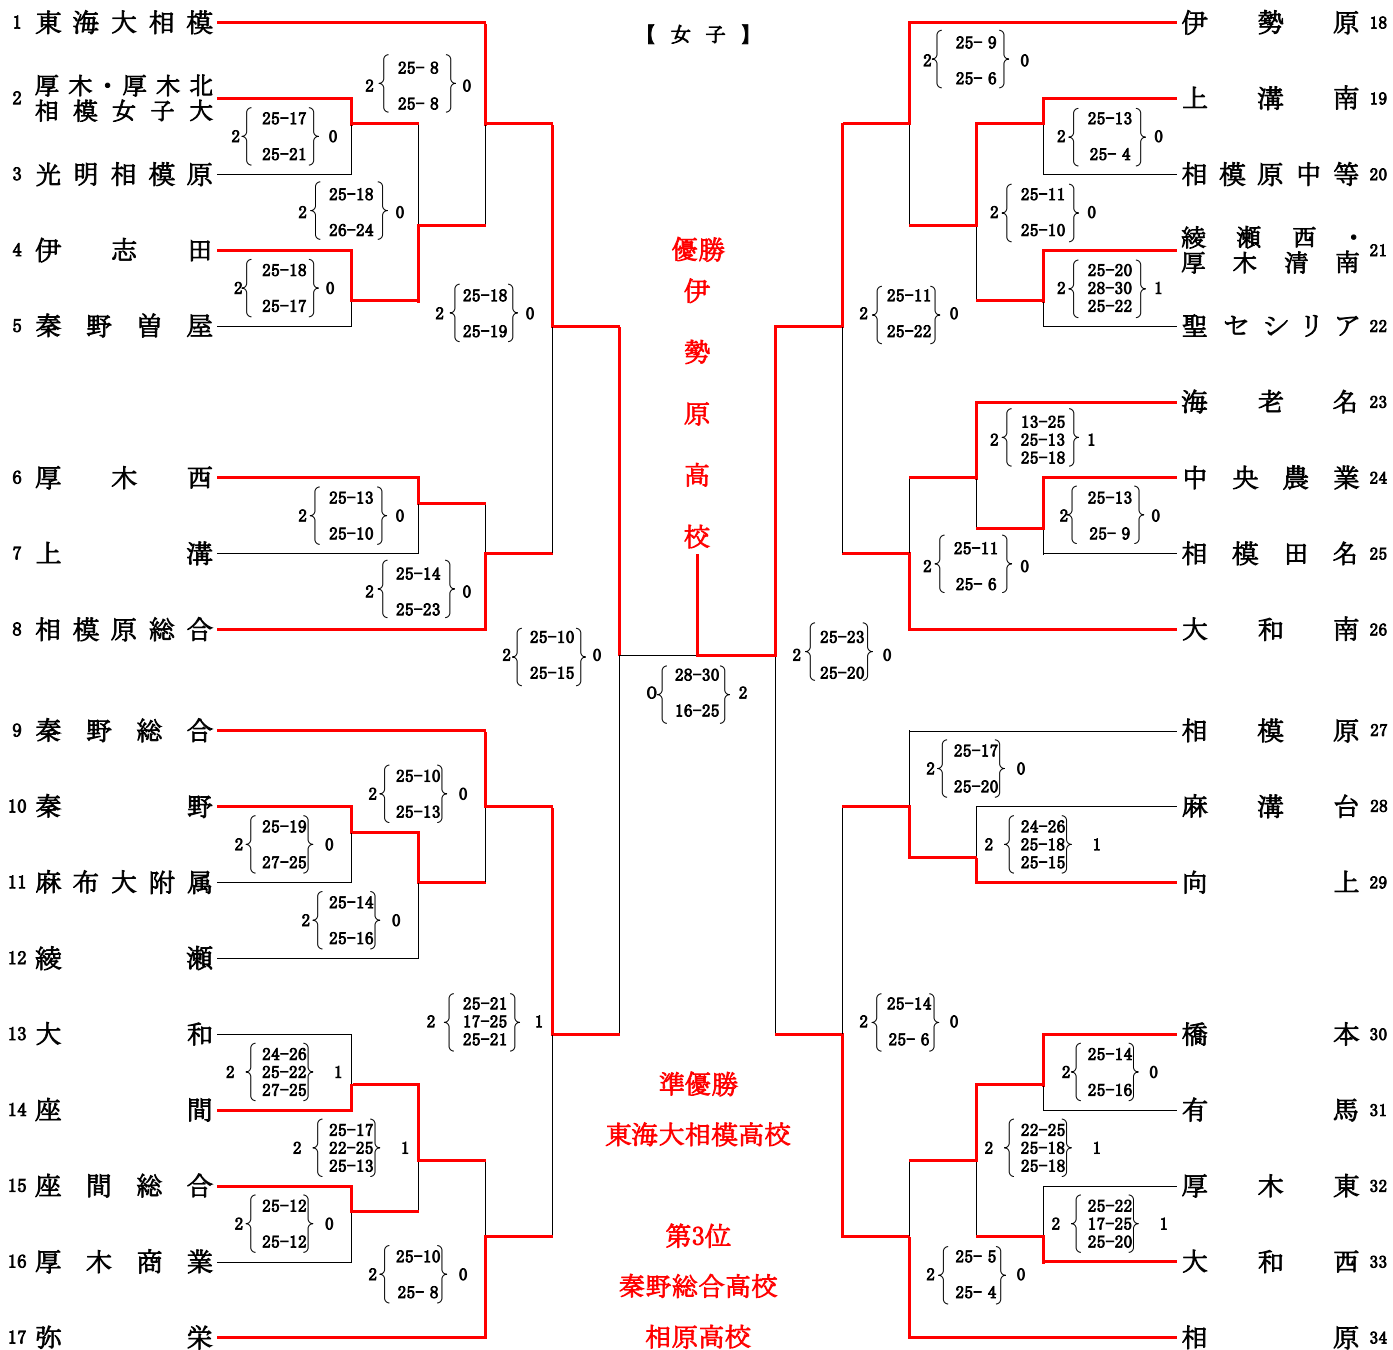 【 女 子 】
1 東海大相模
2 厚木・厚木北
相模女子大
3 光明相模原
4 伊志田
5 秦野曽屋
6 厚木西
7 上溝
8 相模原総合
9 秦野総合
10 秦野
11 麻布大附属
12 綾瀬
13 大和
14 座間
15 座間総合
16 厚木商業
17 弥栄
2 25-8 0
25-8
2 25-17 0
25-21
2 25-18 0
26-24
2 25-18 0
25-17
2 25-18 0
25-19
2 25-13 0
25-10
2 25-14 0
25-23
2 25-10 0
25-15
2 25-10 0
25-13
2 25-19 0
27-25
2 25-14 0
25-16
25-21
2 17-25 1
25-21
24-26
2 25-22 1
27-25
25-17
2 22-25 1
25-13
2 25-12 0
25-12
2 25-10 0
25-8
優勝
伊
勢
原
高
校
0 28-30 2
16-25
準優勝
東海大相模高校
第3位
秦野総合高校
相原高校
2 25-9 0
25-6
2 25-13 0
25-4
2 25-11 0
25-10
25-20
2 28-30 1
25-22
2 25-11 0
25-22
13-25
2 25-13 1
25-18
2 25-13 0
25-9
2 25-11 0
25-6
2 25-23 0
25-20
2 25-17 0
25-20
24-26
2 25-18 1
25-15
2 25-14 0
25-6
2 25-14 0
25-16
22-25
2 25-18 1
25-18
25-22
2 17-25 1
25-20
2 25-5 0
25-4
伊勢原 18
上溝南 19
相模原中等 20
綾瀬西・
厚木清南 21
聖セシリア 22
海老名 23
中央農業 24
相模田名 25
大和南 26
相模原 27
麻溝台 28
向上 29
橋本 30
有馬 31
厚木東 32
大和西 33
相原 34